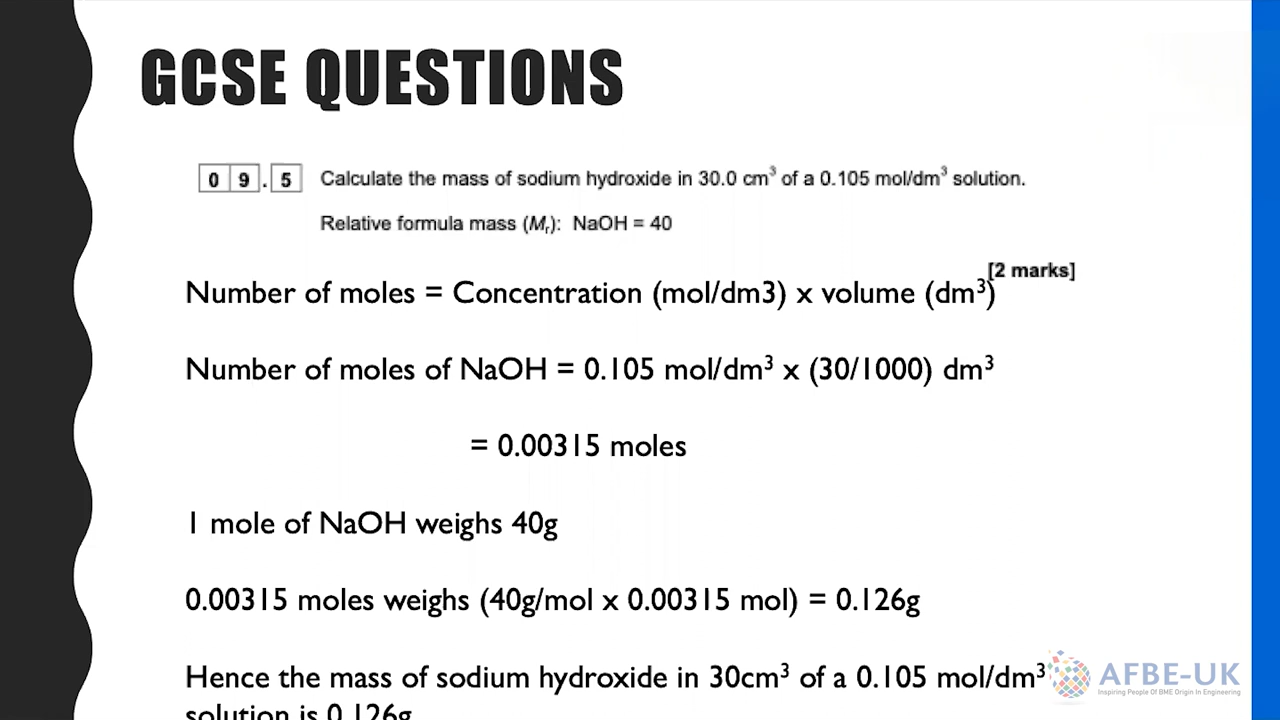 GCSE QUESTIONS
0 9 . 5 Calculate the mass of sodium hydroxide in 30.0 cm³ of a 0.105 mol/dm³ solution.
Relative formula mass (Mr): NaOH = 40
[2 marks]
Number of moles = Concentration (mol/dm3) x volume (dm³)
Number of moles of NaOH = 0.105 mol/dm³ x (30/1000) dm³
= 0.00315 moles
1 mole of NaOH weighs 40g
0.00315 moles weighs (40g/mol x 0.00315 mol) = 0.126g
Hence the mass of sodium hydroxide in 30cm³ of a 0.105 mol/dm³
solution is 0.126g
AFBE-UK
Inspiring People Of BME Origin In Engineering